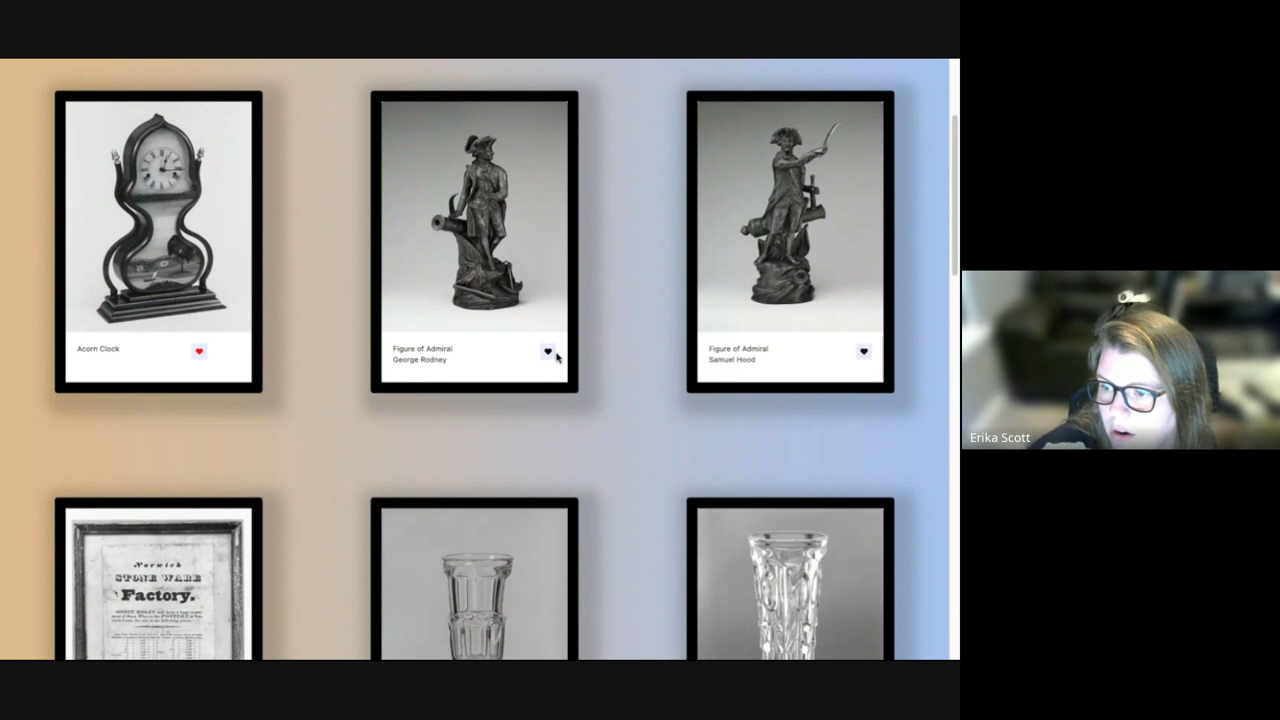 Acorn Clock
Figure of Admiral
George Rodney
Figure of Admiral
Samuel Hood
Norwich
STONE WARE
Factory.
Erika Scott